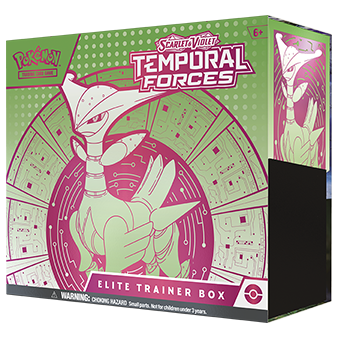 Pokémon
TRADING CARD GAME
SCARLET & VIOLET
TEMPORAL
FORCES
6+
ELITE TRAINER BOX
WARNING: CHOKING HAZARD Small parts. Not for children under 3 years.